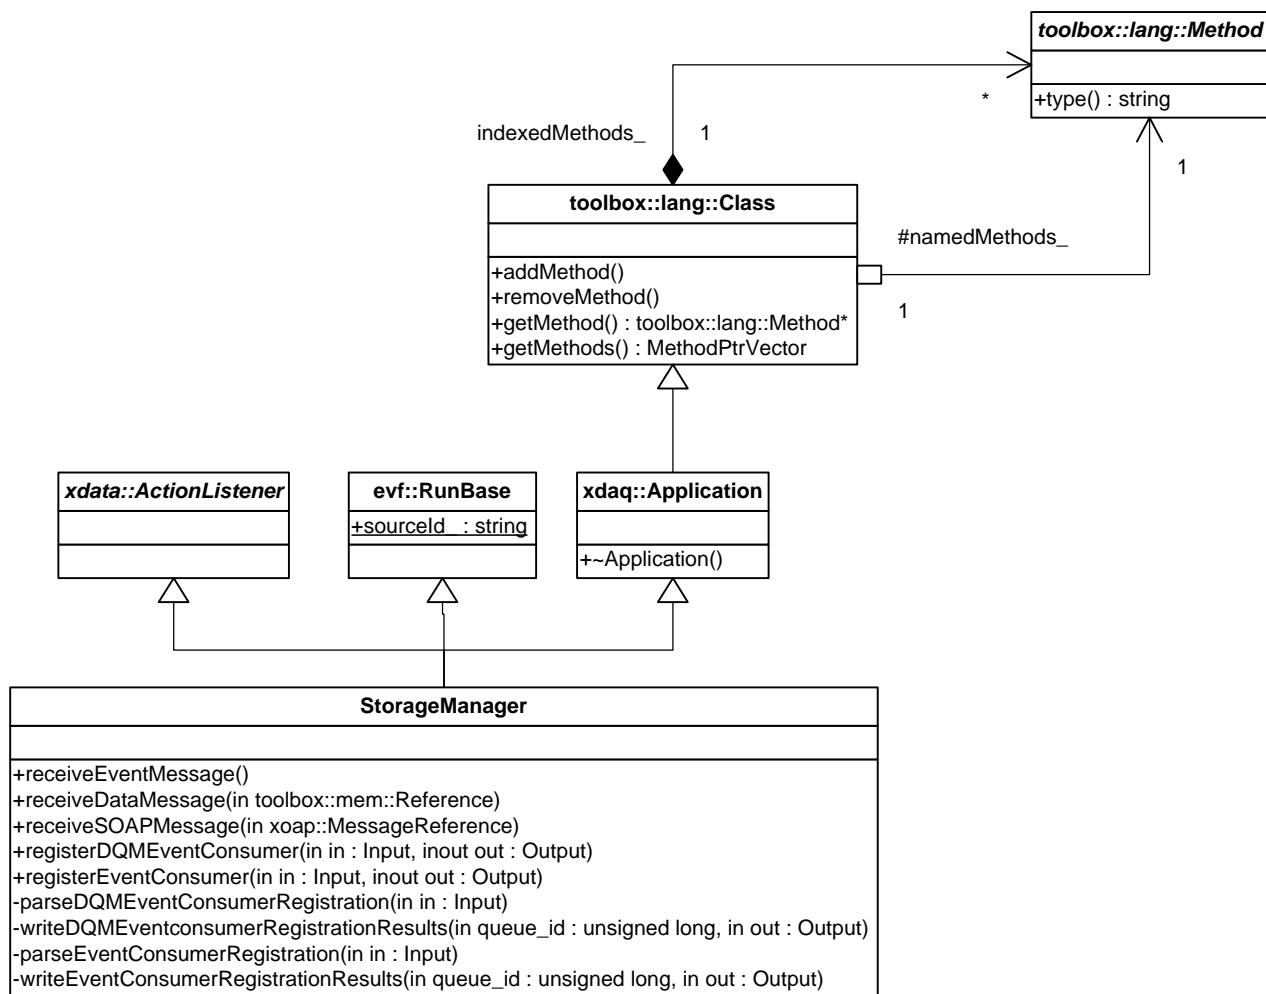 toolbox::lang::Method
+type() : string
*
indexedMethods_
1
1
toolbox::lang::Class
#namedMethods_
+addMethod()
+removeMethod()
+getMethod() : toolbox::lang::Method*
+getMethods() : MethodPtrVector
1
xdata::ActionListener
evf::RunBase
+sourceId_ : string
xdaq::Application
+~Application()
StorageManager
+receiveEventMessage()
+receiveDataMessage(in toolbox::mem::Reference)
+receiveSOAPMessage(in xoap::MessageReference)
+registerDQMEventConsumer(in in : Input, inout out : Output)
+registerEventConsumer(in in : Input, inout out : Output)
-parseDQMEventConsumerRegistration(in in : Input)
-writeDQMEventconsumerRegistrationResults(in queue_id : unsigned long, in out : Output)
-parseEventConsumerRegistration(in in : Input)
-writeEventConsumerRegistrationResults(in queue_id : unsigned long, in out : Output)